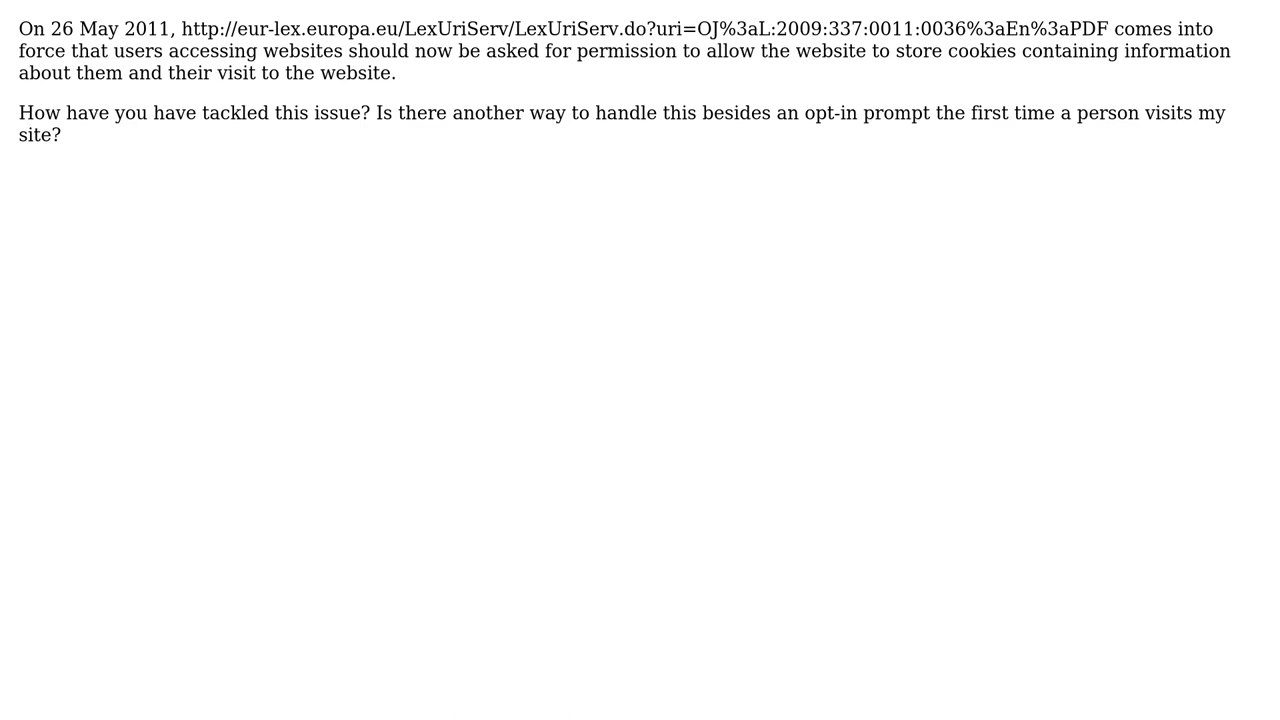 On 26 May 2011, http://eur-lex.europa.eu/LexUriServ/LexUriServ.do?uri=OJ%3aL:2009:337:0011:0036%3aEn%3aPDF comes into
force that users accessing websites should now be asked for permission to allow the website to store cookies containing information
about them and their visit to the website.
How have you have tackled this issue? Is there another way to handle this besides an opt-in prompt the first time a person visits my
site?